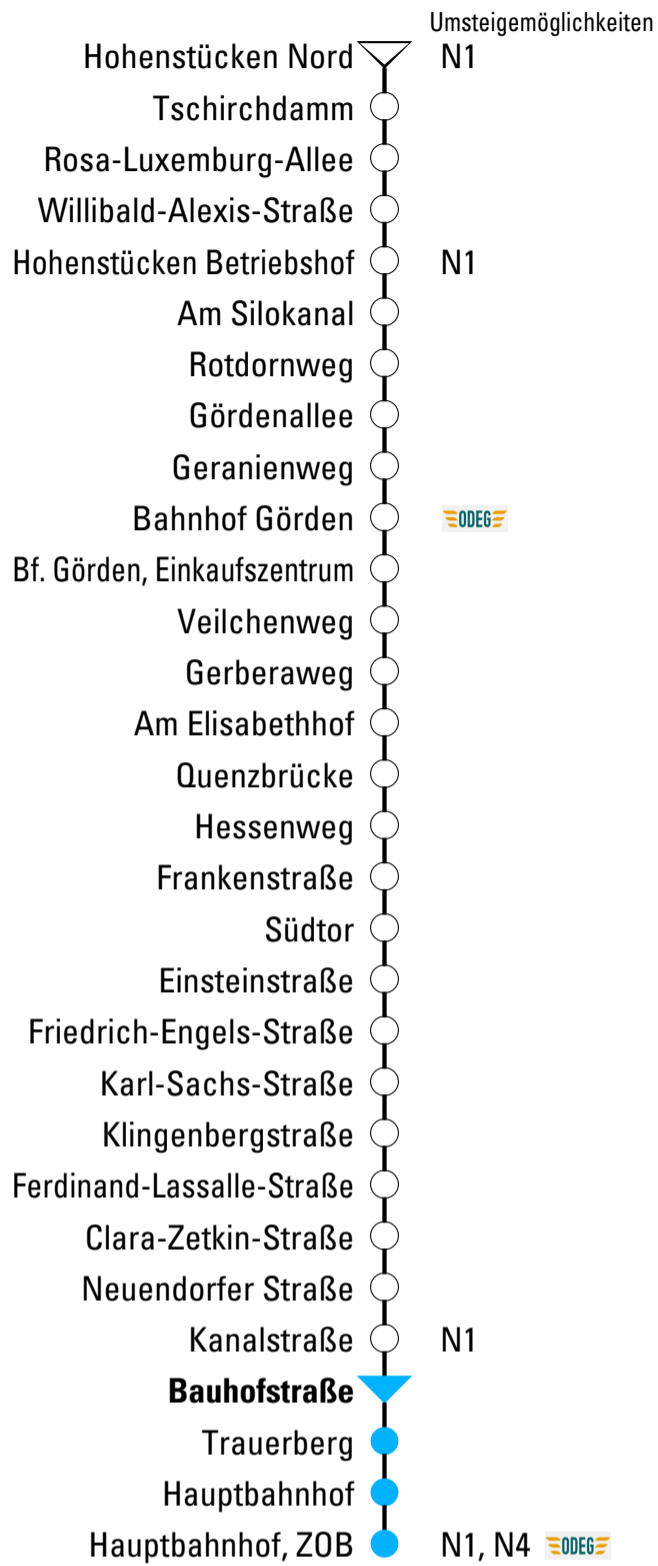 Umsteigemöglichkeiten
Hohenstücken Nord N1
Tschirchdamm
Rosa-Luxemburg-Allee
Willibald-Alexis-Straße
Hohenstücken Betriebshof N1
Am Silokanal
Rotdornweg
Gördenallee
Geranienweg
Bahnhof Görden ODEG
Bf. Görden, Einkaufszentrum
Veilchenweg
Gerberaweg
Am Elisabethhof
Quenzbrücke
Hessenweg
Frankenstraße
Südtor
Einsteinstraße
Friedrich-Engels-Straße
Karl-Sachs-Straße
Klingenbergstraße
Ferdinand-Lassalle-Straße
Clara-Zetkin-Straße
Neuendorfer Straße
Kanalstraße N1
Bauhofstraße
Trauerberg
Hauptbahnhof
Hauptbahnhof, ZOB N1, N4 ODEG